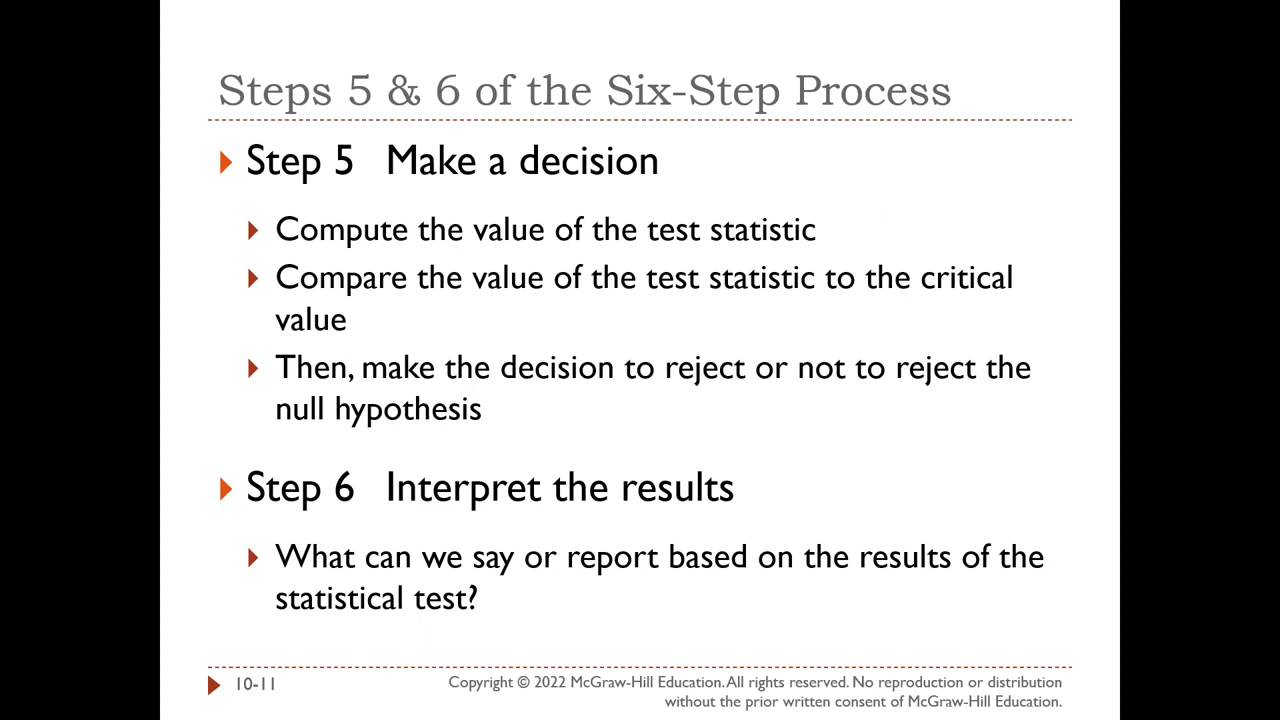 Steps 5 & 6 of the Six-Step Process
Step 5 Make a decision
Compute the value of the test statistic
Compare the value of the test statistic to the critical
value
Then, make the decision to reject or not to reject the
null hypothesis
Step 6 Interpret the results
What can we say or report based on the results of the
statistical test?
10-11
Copyright © 2022 McGraw-Hill Education. All rights reserved. No reproduction or distribution
without the prior written consent of McGraw-Hill Education.